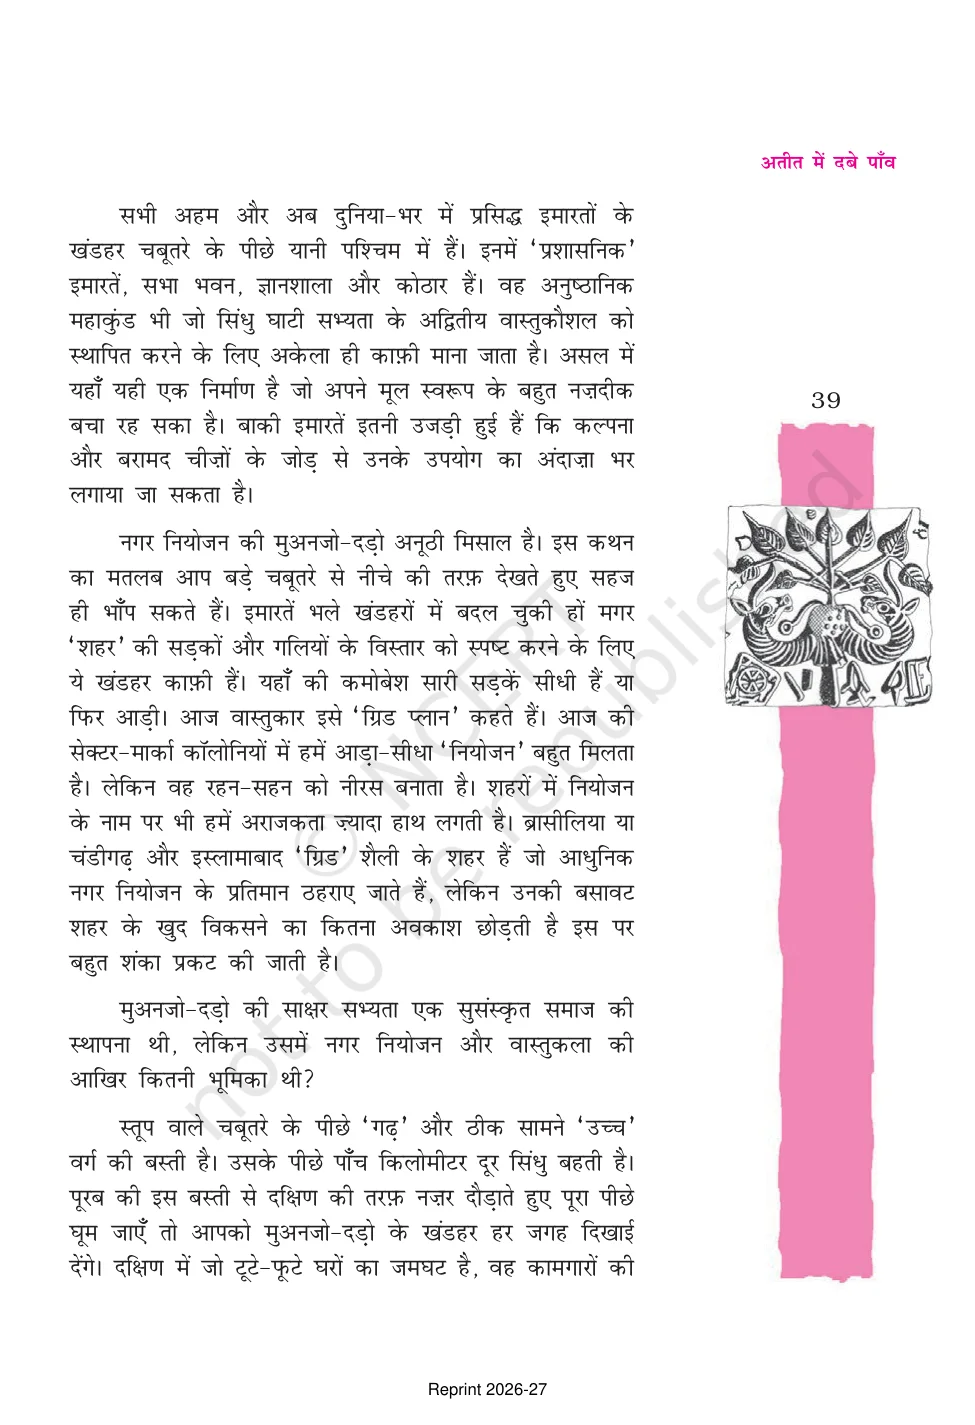 अतीत में दबे पाँव
सभी अहम और अब दुनिया-भर में प्रसिद्ध इमारतों के
खंडहर चबूतरे के पीछे यानी पश्चिम में हैं। इनमें ‘प्रशासनिक’
इमारतें, सभा भवन, ज्ञानशाला और कोठार हैं। वह अनुष्ठानिक
महाकुंड भी जो सिंधु घाटी सभ्यता के अद्वितीय वास्तुकौशल को
स्थापित करने के लिए अकेला ही काफ़ी माना जाता है। असल में
यहाँ यही एक निर्माण है जो अपने मूल स्वरूप के बहुत नज़दीक
बचा रह सका है। बाकी इमारतें इतनी उजड़ी हुई हैं कि कल्पना
और बरामद चीज़ों के जोड़ से उनके उपयोग का अंदाज़ा भर
लगाया जा सकता है।
नगर नियोजन की मुअनजो-दड़ो अनूठी मिसाल है। इस कथन
का मतलब आप बड़े चबूतरे से नीचे की तरफ़ देखते हुए सहज
ही भाँप सकते हैं। इमारतें भले खंडहरों में बदल चुकी हों मगर
‘शहर’ की सड़कों और गलियों के विस्तार को स्पष्ट करने के लिए
ये खंडहर काफ़ी हैं। यहाँ की कमोबेश सारी सड़कें सीधी हैं या
फिर आड़ी। आज वास्तुकार इसे ‘ग्रिड प्लान’ कहते हैं। आज की
सेक्टर-मार्का कॉलोनियों में हमें आड़ा-सीधा ‘नियोजन’ बहुत मिलता
है। लेकिन वह रहन-सहन को नीरस बनाता है। शहरों में नियोजन
के नाम पर भी हमें अराजकता ज़्यादा हाथ लगती है। ब्रासीलिया या
चंडीगढ़ और इस्लामाबाद ‘ग्रिड’ शैली के शहर हैं जो आधुनिक
नगर नियोजन के प्रतिमान ठहराए जाते हैं, लेकिन उनकी बसावट
शहर के खुद विकसने का कितना अवकाश छोड़ती है इस पर
बहुत शंका प्रकट की जाती है।
मुअनजो-दड़ो की साक्षर सभ्यता एक सुसंस्कृत समाज की
स्थापना थी, लेकिन उसमें नगर नियोजन और वास्तुकला की
आखिर कितनी भूमिका थी?
स्तूप वाले चबूतरे के पीछे ‘गढ़’ और ठीक सामने ‘उच्च’
वर्ग की बस्ती है। उसके पीछे पाँच किलोमीटर दूर सिंधु बहती है।
पूरब की इस बस्ती से दक्षिण की तरफ़ नज़र दौड़ाते हुए पूरा पीछे
घूम जाएँ तो आपको मुअनजो-दड़ो के खंडहर हर जगह दिखाई
देंगे। दक्षिण में जो टूटे-फूटे घरों का जमघट है, वह कामगारों की
39
© NCERT
not to be republished
Reprint 2026-27